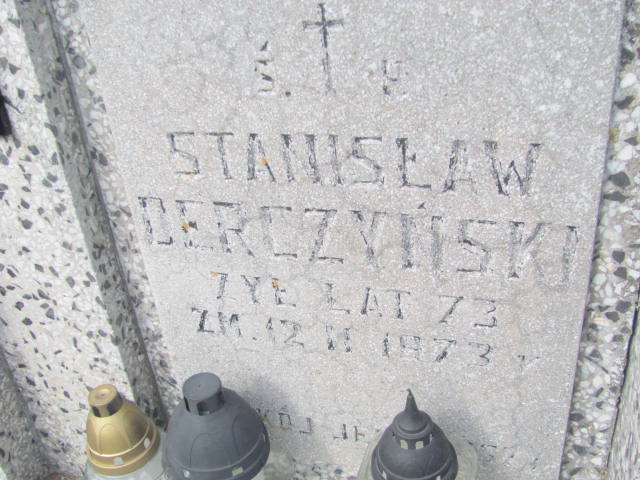 Ś. P
STANISŁAW
DERCZYŃSKI
ŻYŁ LAT 73
ZM. 12 II 1973 r